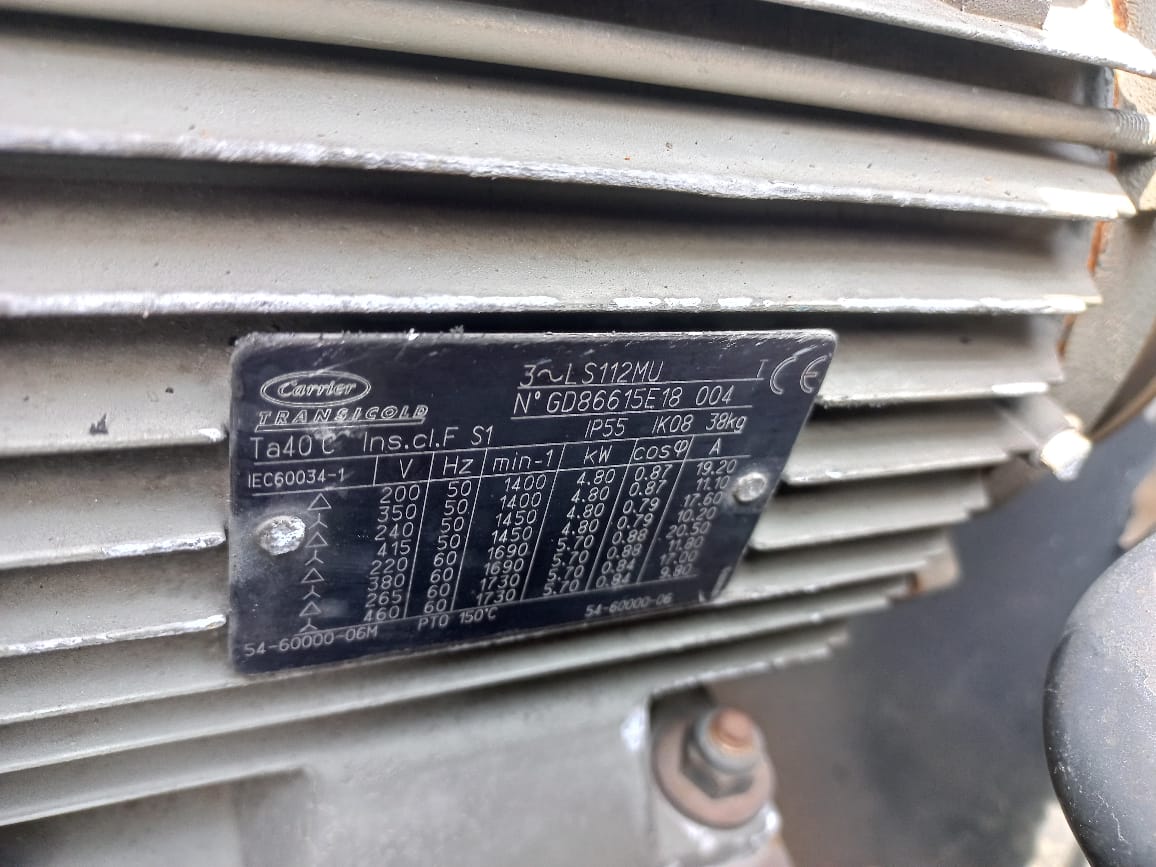 Carrier
TRANSICOLD
3~LS112MU T CE
N° GD86615E18 004
Ta40°C Ins.cl.F S1 IP55 IK08 38kg
IEC60034-1 V Hz min-1 kW cosφ A
△ 200 50 1400 4.80 0.87 19.20
350 50 1400 4.80 0.87 11.10
△ 240 50 1450 4.80 0.79 17.60
415 50 1450 4.80 0.79 10.20
△ 220 60 1690 5.70 0.88 20.50
380 60 1690 5.70 0.88 11.80
△ 265 60 1730 5.70 0.84
460 60 1730 5.70 0.84 9.80
54-60000-06M PTO 150°C 54-60000-06